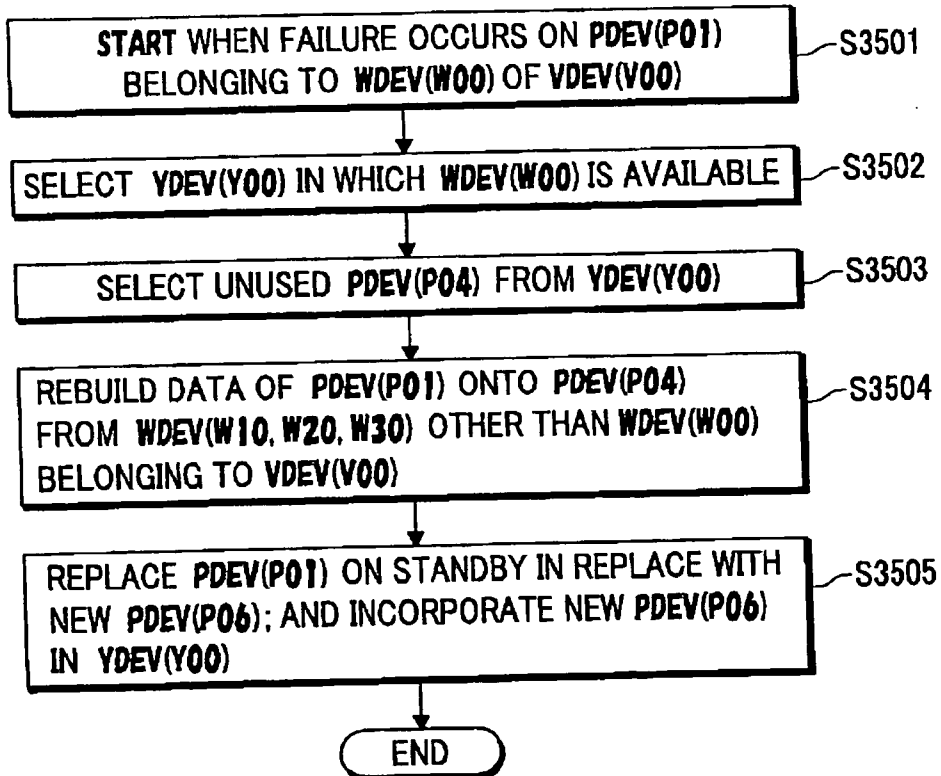 START WHEN FAILURE OCCURS ON PDEV(P01)
BELONGING TO WDEV(W00) OF VDEV(V00)
S3501
SELECT YDEV(Y00) IN WHICH WDEV(W00) IS AVAILABLE
S3502
SELECT UNUSED PDEV(P04) FROM YDEV(Y00)
S3503
REBUILD DATA OF PDEV(P01) ONTO PDEV(P04)
FROM WDEV(W10, W20, W30) OTHER THAN WDEV(W00)
BELONGING TO VDEV(V00)
S3504
REPLACE PDEV(P01) ON STANDBY IN REPLACE WITH
NEW PDEV(P06); AND INCORPORATE NEW PDEV(P06)
IN YDEV(Y00)
S3505
END